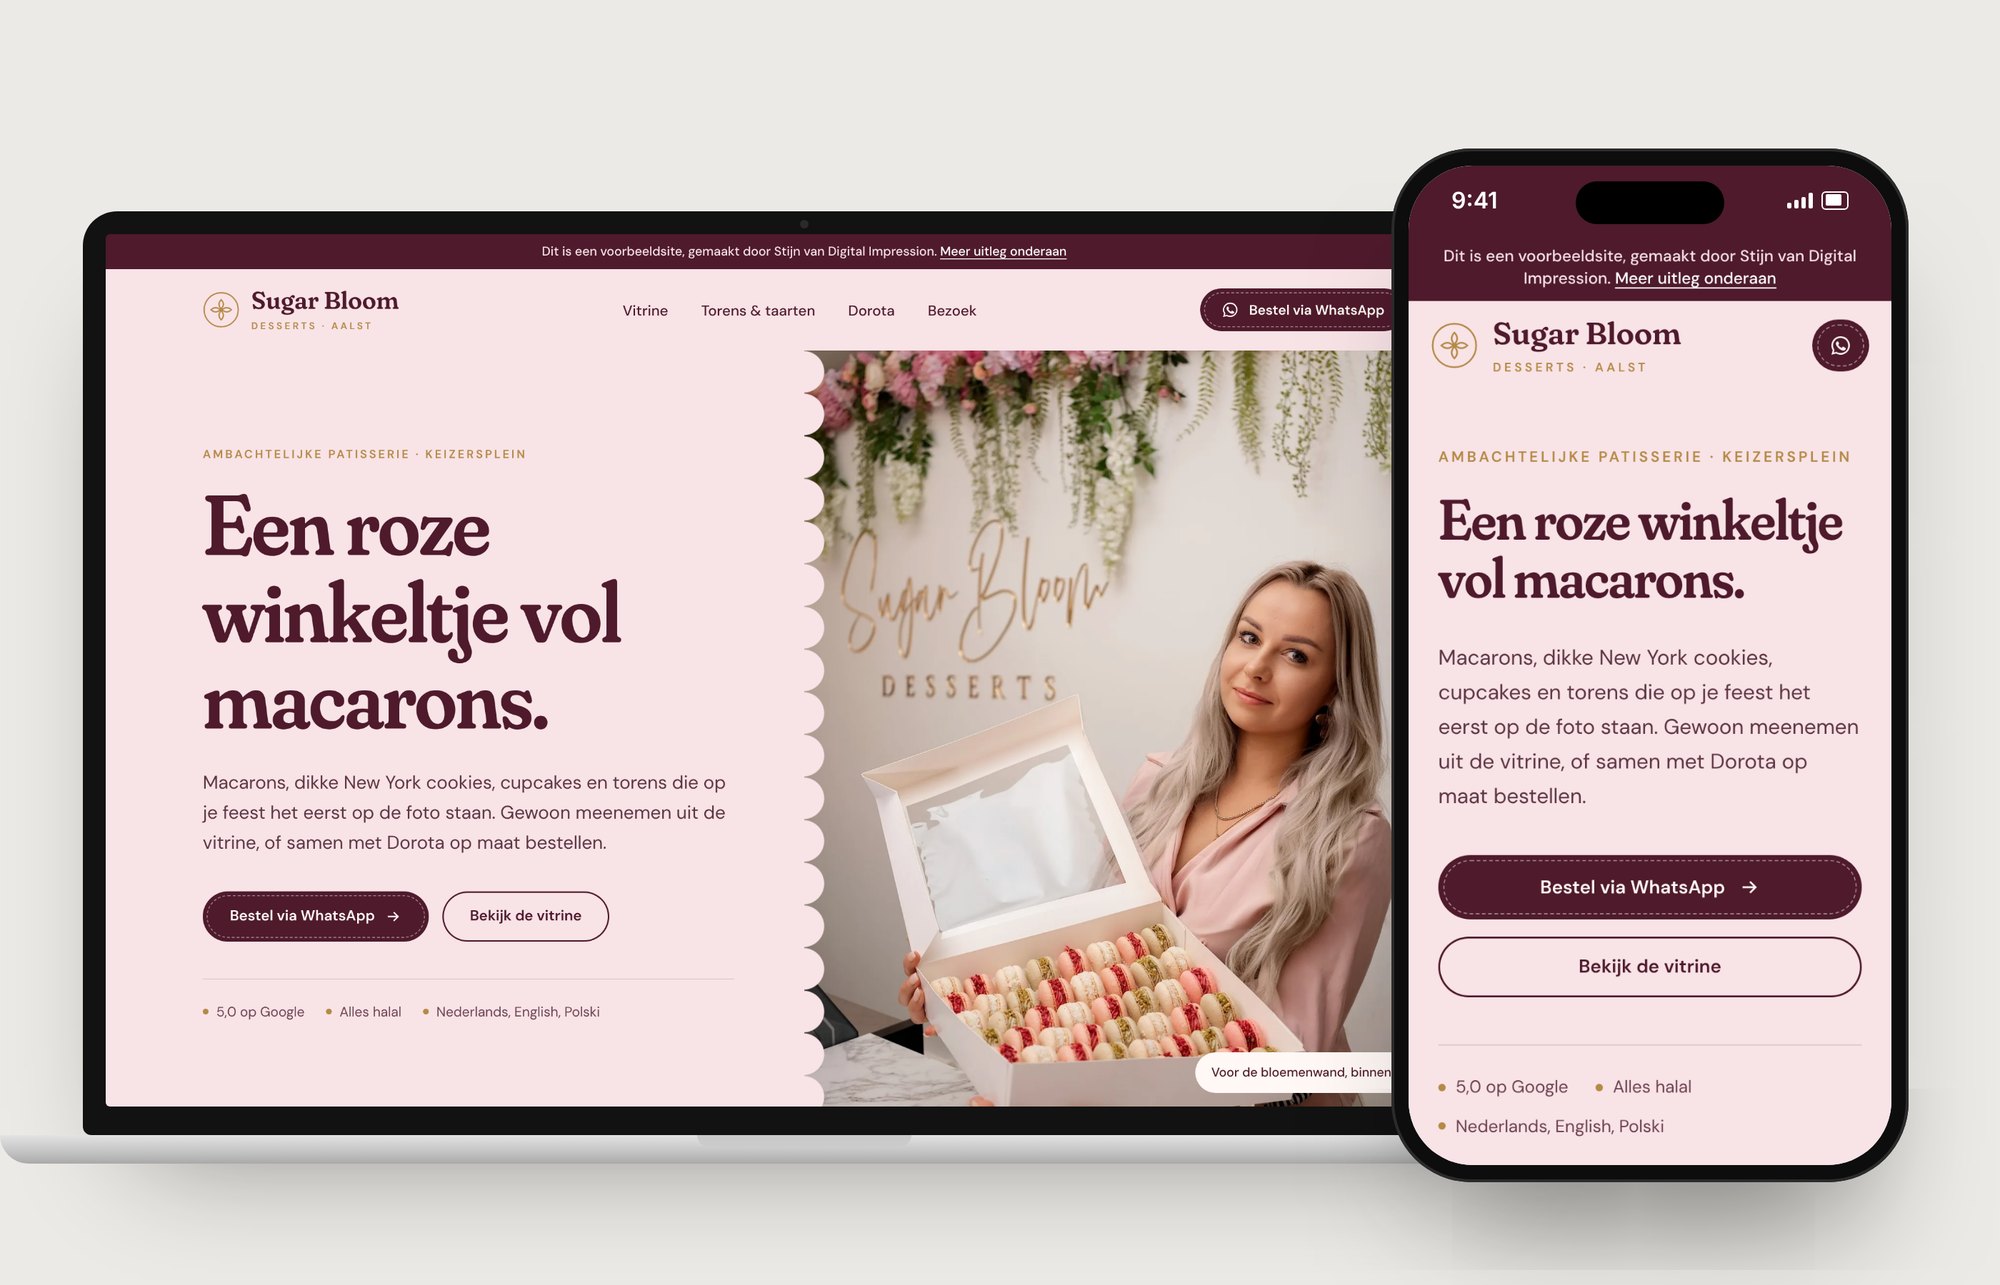 Dit is een voorbeeldsite, gemaakt door Stijn van Digital Impression. Meer uitleg onderaan
Sugar Bloom
DESSERTS · AALST
Vitrine
Torens & taarten
Dorota
Bezoek
Bestel via WhatsApp
AMBACHTELIJKE PATISSERIE · KEIZERSPLEIN
Een roze
winkeltje vol
macarons.
Macarons, dikke New York cookies, cupcakes en torens die op
je feest het eerst op de foto staan. Gewoon meenemen uit de
vitrine, of samen met Dorota op maat bestellen.
Bestel via WhatsApp →
Bekijk de vitrine
5,0 op Google
Alles halal
Nederlands, English, Polski
Sugar Bloom
DESSERTS
Voor de bloemenwand, binnen
9:41
Dit is een voorbeeldsite, gemaakt door Stijn van Digital
Impression. Meer uitleg onderaan
Sugar Bloom
DESSERTS · AALST
AMBACHTELIJKE PATISSERIE · KEIZERSPLEIN
Een roze winkeltje
vol macarons.
Macarons, dikke New York cookies,
cupcakes en torens die op je feest het
eerst op de foto staan. Gewoon meenemen
uit de vitrine, of samen met Dorota op
maat bestellen.
Bestel via WhatsApp →
Bekijk de vitrine
5,0 op Google
Alles halal
Nederlands, English, Polski